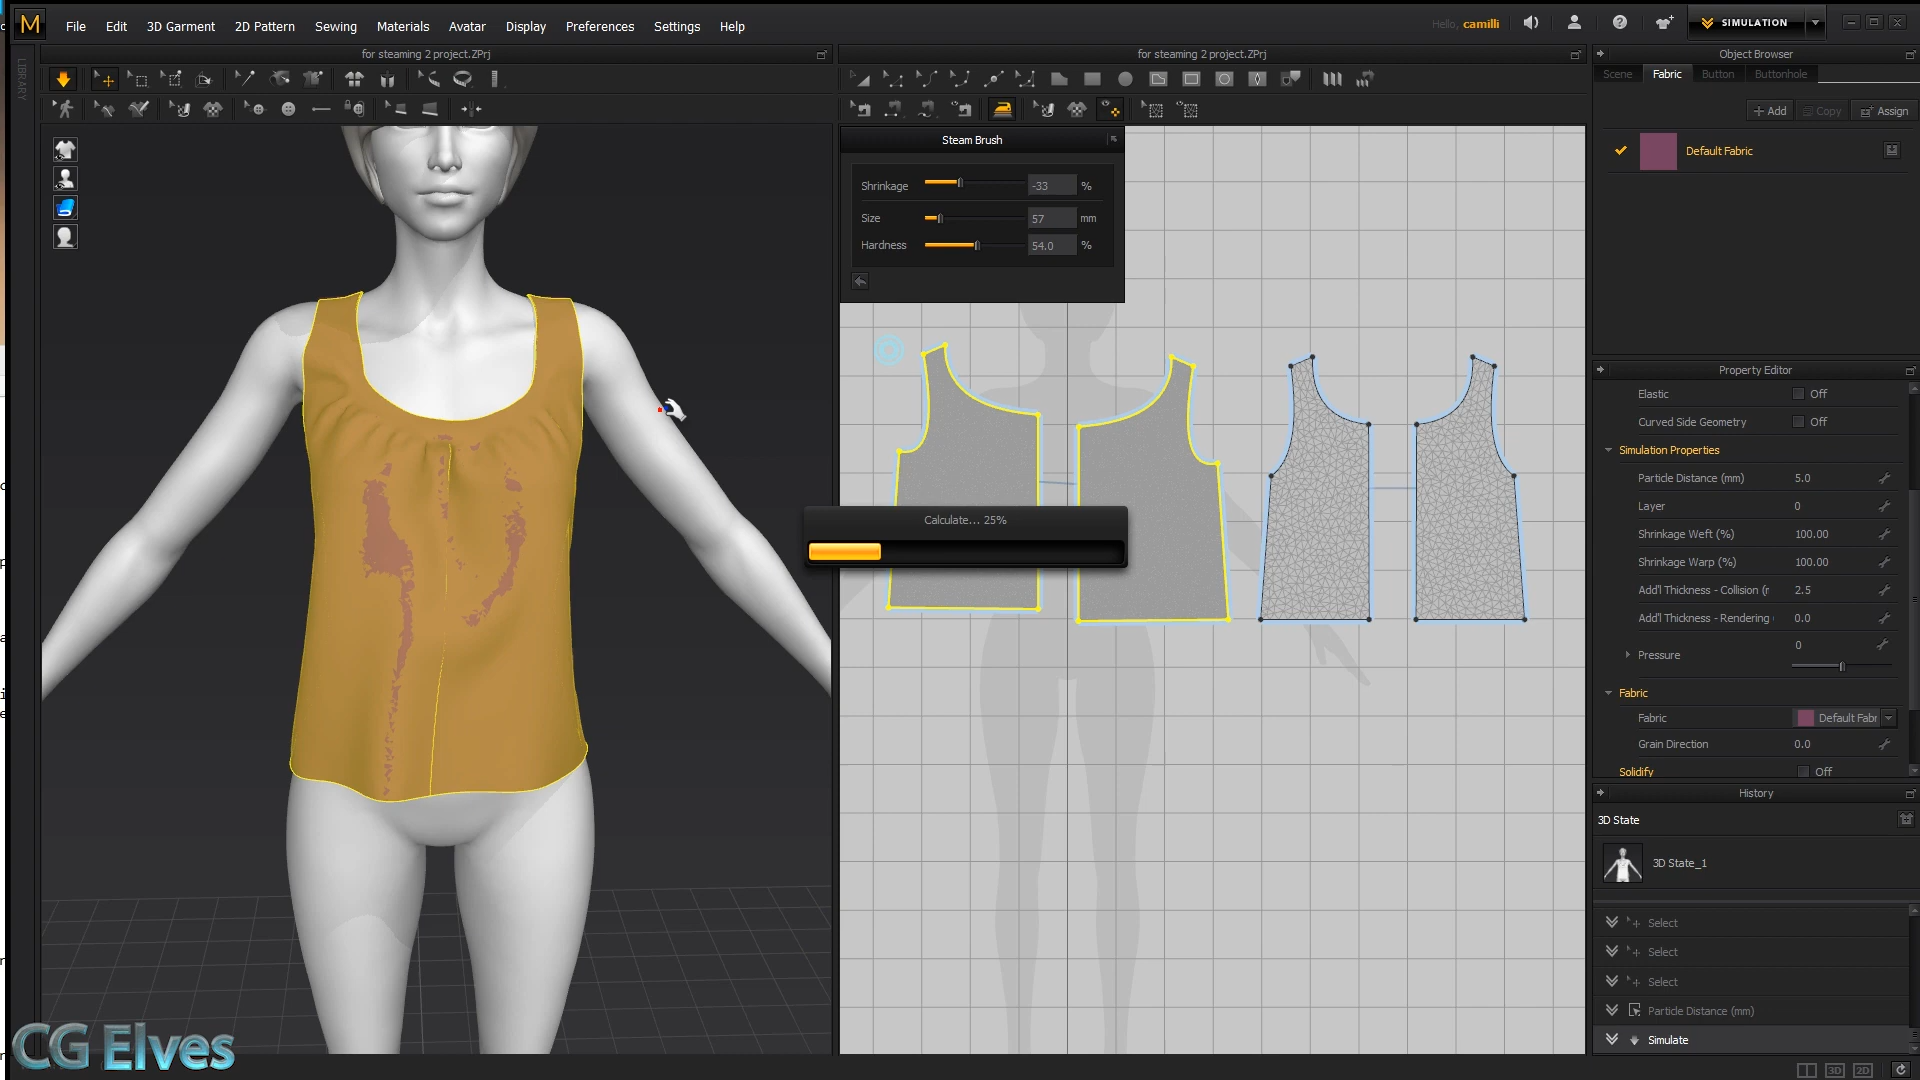 M File Edit 3D Garment 2D Pattern Sewing Materials Avatar Display Preferences Settings Help
Hello, camilli
SIMULATION
for steaming 2 project.ZPrj
for steaming 2 project.ZPrj
Object Browser
Scene Fabric Button Buttonhole
+ Add Copy Assign
Default Fabric
LIBRARY
Steam Brush
Shrinkage -33 %
Size 57 mm
Hardness 54.0 %
Calculate... 25%
Property Editor
Elastic Off
Curved Side Geometry Off
Simulation Properties
Particle Distance (mm) 5.0
Layer 0
Shrinkage Weft (%) 100.00
Shrinkage Warp (%) 100.00
Add'l Thickness - Collision (r 2.5
Add'l Thickness - Rendering 0.0
Pressure 0
Fabric
Fabric Default Fabr
Grain Direction 0.0
Solidify Off
History
3D State
3D State_1
Select
Select
Select
Particle Distance (mm)
Simulate
3D 2D
CG Elves